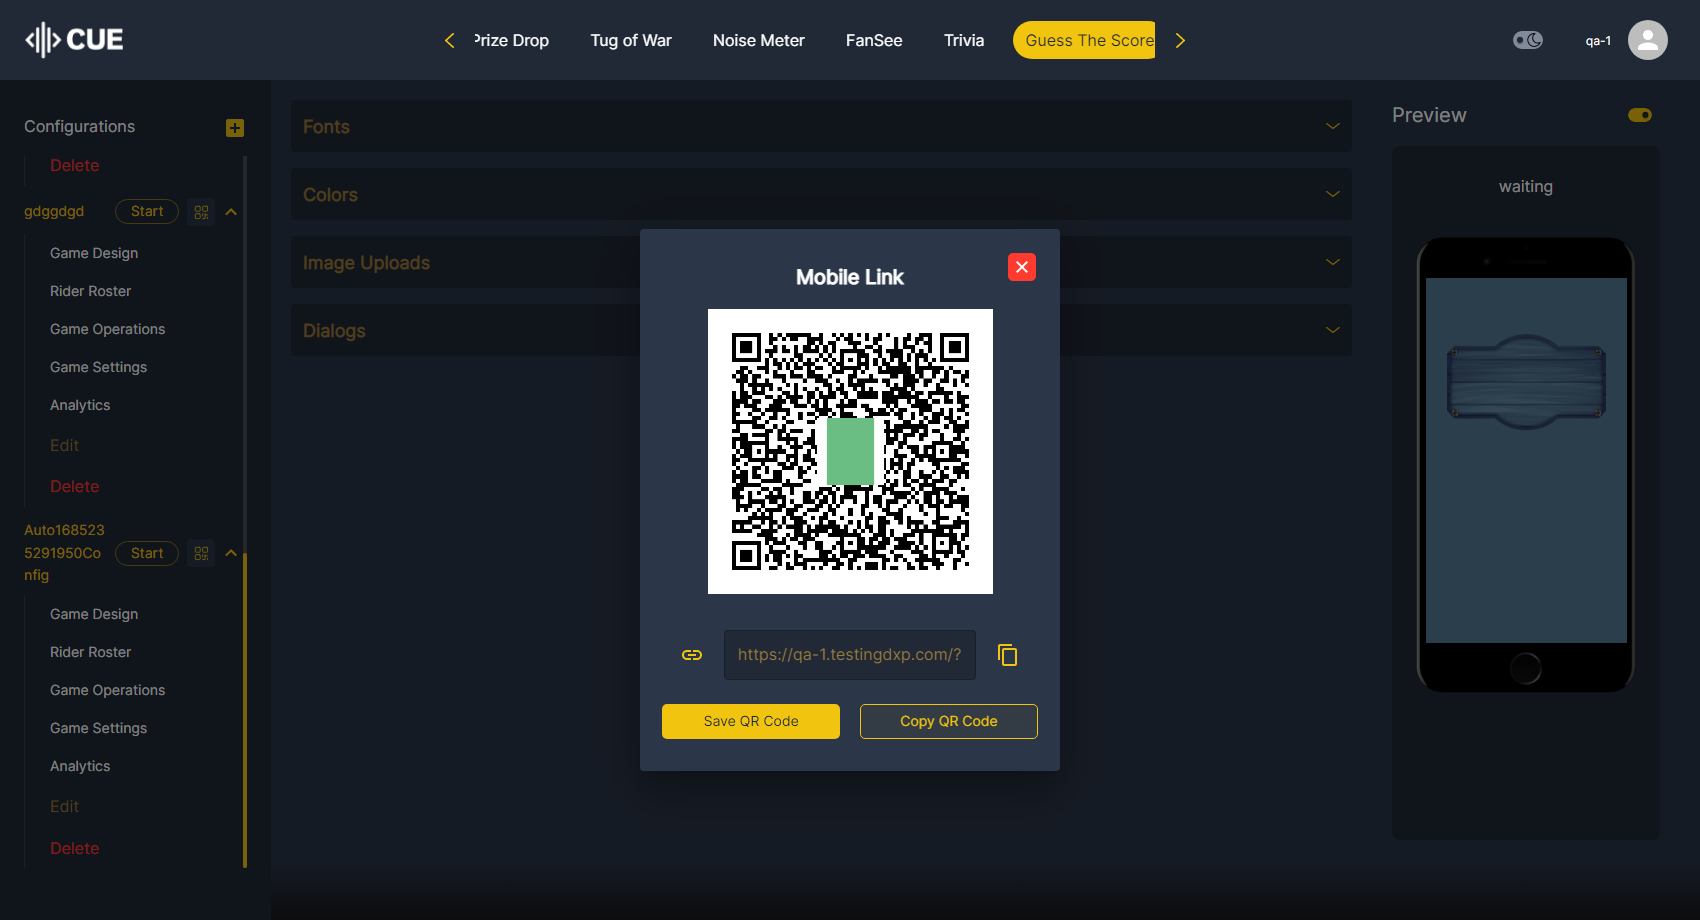 CUE
Prize Drop
Tug of War
Noise Meter
FanSee
Trivia
Guess The Score
qa-1
Configurations
Delete
gdggdgd
Start
Game Design
Rider Roster
Game Operations
Game Settings
Analytics
Edit
Delete
Auto168523
5291950Co
nfig
Start
Game Design
Rider Roster
Game Operations
Game Settings
Analytics
Edit
Delete
Fonts
Colors
Image Uploads
Dialogs
Mobile Link
https://qa-1.testingdxp.com/?
Save QR Code
Copy QR Code
Preview
waiting